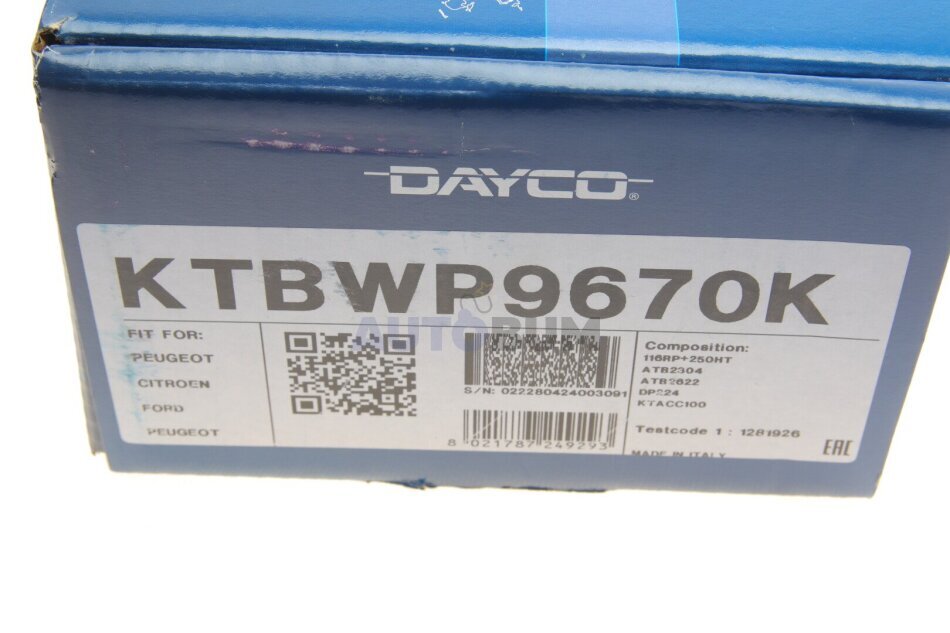 DAYCO®
KTBWP9670K
AUTORUM
FIT FOR:
PEUGEOT
CITROEN
FORD
PEUGEOT
S/N: 022280424003091
8 021787 249293
Composition:
116RP+250HT
ATB2304
ATB2622
DP224
KTACC100
Testcode 1 : 1281926
MADE IN ITALY
EAC